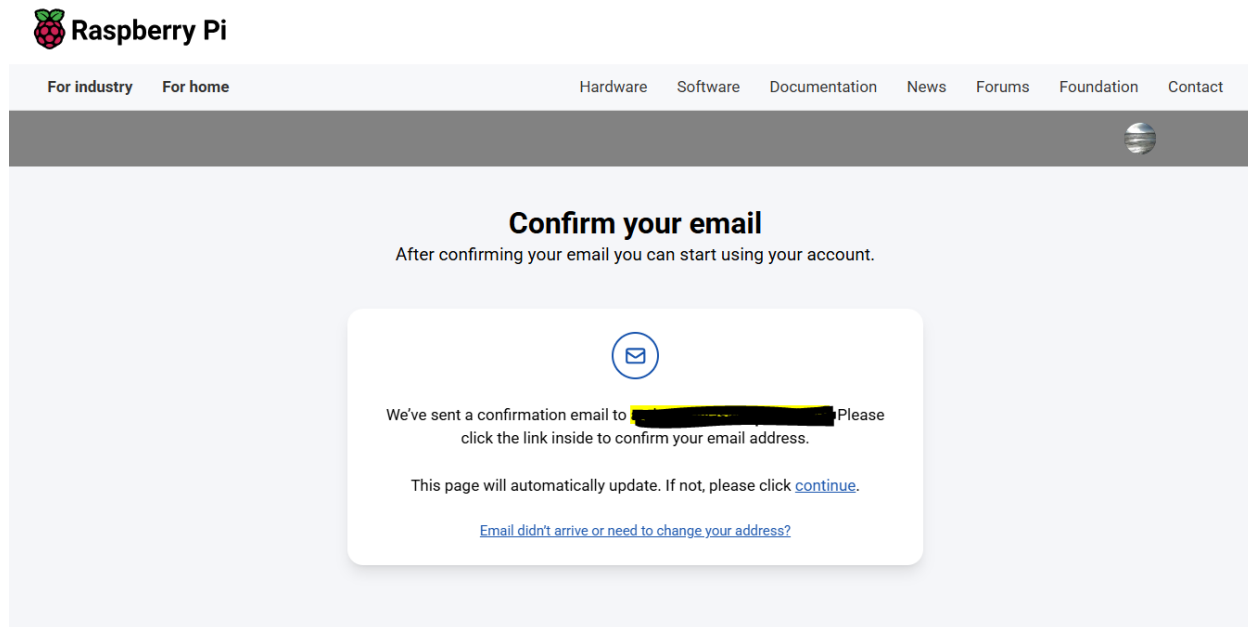 Raspberry Pi
For industry For home Hardware Software Documentation News Forums Foundation Contact
Confirm your email
After confirming your email you can start using your account.
We've sent a confirmation email to Please
click the link inside to confirm your email address.
This page will automatically update. If not, please click continue.
Email didn't arrive or need to change your address?